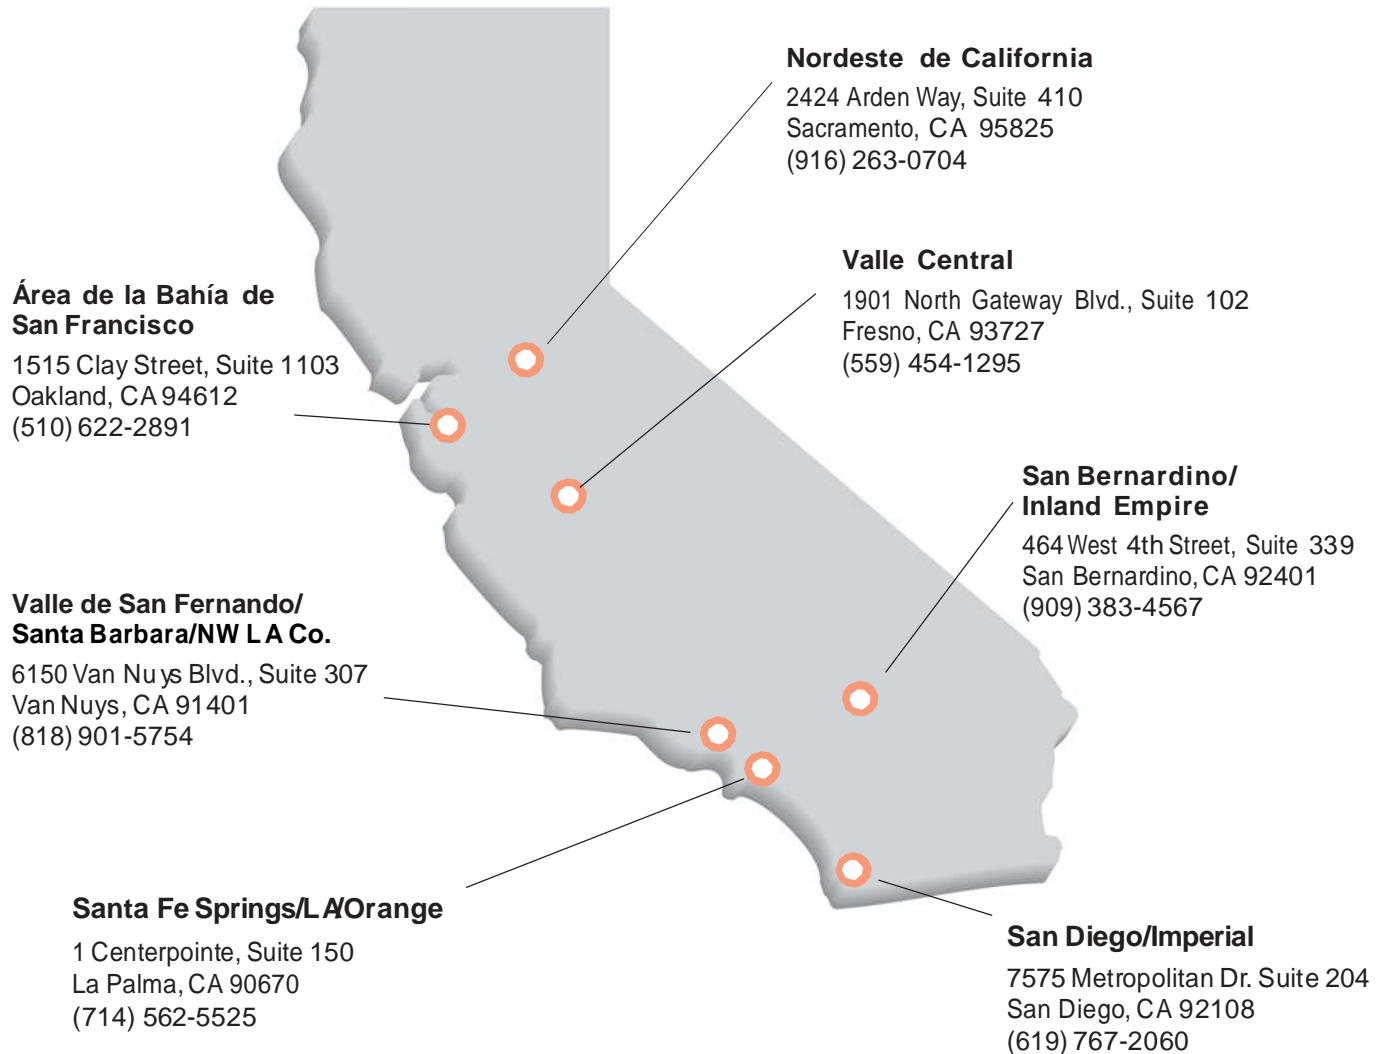 Nordeste de California
2424 Arden Way, Suite 410
Sacramento, CA 95825
(916) 263-0704
Valle Central
1901 North Gateway Blvd., Suite 102
Fresno, CA 93727
(559) 454-1295
Área de la Bahía de
San Francisco
1515 Clay Street, Suite 1103
Oakland, CA 94612
(510) 622-2891
San Bernardino/
Inland Empire
464 West 4th Street, Suite 339
San Bernardino, CA 92401
(909) 383-4567
Valle de San Fernando/
Santa Barbara/NW LA Co.
6150 Van Nuys Blvd., Suite 307
Van Nuys, CA 91401
(818) 901-5754
Santa Fe Springs/LA/Orange
1 Centerpointe, Suite 150
La Palma, CA 90670
(714) 562-5525
San Diego/Imperial
7575 Metropolitan Dr. Suite 204
San Diego, CA 92108
(619) 767-2060